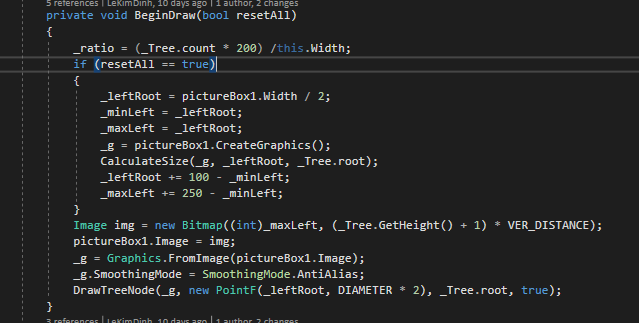 5 references | LeKimDinh, 10 days ago | 1 author, 2 changes
private void BeginDraw(bool resetAll)
{
_ratio = (_Tree.count * 200) /this.Width;
if (resetAll == true)
{
_leftRoot = pictureBox1.Width / 2;
_minLeft = _leftRoot;
_maxLeft = _leftRoot;
_g = pictureBox1.CreateGraphics();
CalculateSize(_g, _leftRoot, _Tree.root);
_leftRoot += 100 - _minLeft;
_maxLeft += 250 - _minLeft;
}
Image img = new Bitmap((int)_maxLeft, (_Tree.GetHeight() + 1) * VER_DISTANCE);
pictureBox1.Image = img;
_g = Graphics.FromImage(pictureBox1.Image);
_g.SmoothingMode = SmoothingMode.AntiAlias;
DrawTreeNode(_g, new PointF(_leftRoot, DIAMETER * 2), _Tree.root, true);
}
3 references | LeKimDinh, 10 days ago | 1 author, 2 changes